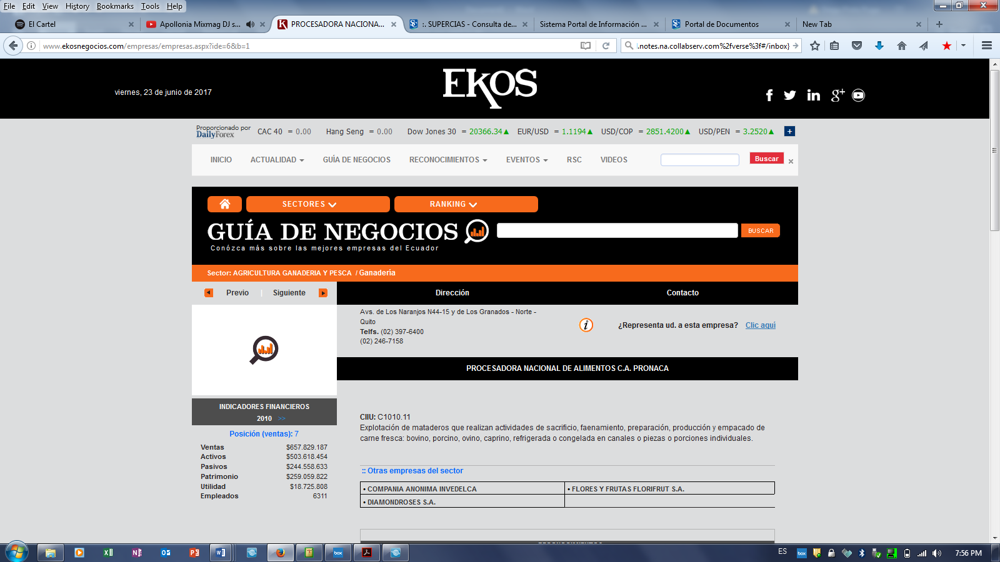 File Edit View History Bookmarks Tools Help
El Cartel
Apollonia Mixmag DJ s...
PROCESADORA NACIONA...
:. SUPERCIAS - Consulta de...
Sistema Portal de Información ...
Portal de Documentos
New Tab
www.ekosnegocios.com/empresas/empresas.aspx?ide=6&b=1
.notes.na.collabserv.com%2fverse%3f#/inbox}
viernes, 23 de junio de 2017
EKOS
Proporcionado por
DailyForex
CAC 40 = 0.00 Hang Seng = 0.00 Dow Jones 30 = 20366.34▲ EUR/USD = 1.1194▲ USD/COP = 2851.4200▲ USD/PEN = 3.2520▲
INICIO ACTUALIDAD GUÍA DE NEGOCIOS RECONOCIMIENTOS EVENTOS RSC VIDEOS Buscar x
SECTORES RANKING
GUÍA DE NEGOCIOS BUSCAR
Conózca más sobre las mejores empresas del Ecuador
Sector: AGRICULTURA GANADERIA Y PESCA / Ganadería
Previo | Siguiente
Dirección Contacto
Avs. de Los Naranjos N44-15 y de Los Granados - Norte -
Quito
Telfs. (02) 397-6400
(02) 246-7158
i ¿Representa ud. a esta empresa? Clic aquí
PROCESADORA NACIONAL DE ALIMENTOS C.A. PRONACA
INDICADORES FINANCIEROS
2010 >>
Posición (ventas): 7
Ventas $657.829.187
Activos $503.618.454
Pasivos $244.558.633
Patrimonio $259.059.822
Utilidad $18.725.808
Empleados 6311
CIIU: C1010.11
Explotación de mataderos que realizan actividades de sacrificio, faenamiento, preparación, producción y empacado de
carne fresca: bovino, porcino, ovino, caprino, refrigerada o congelada en canales o piezas o porciones individuales.
:: Otras empresas del sector
• COMPANIA ANONIMA INVEDELCA • FLORES Y FRUTAS FLORIFRUT S.A.
• DIAMONDROSES S.A.
ES 7:56 PM